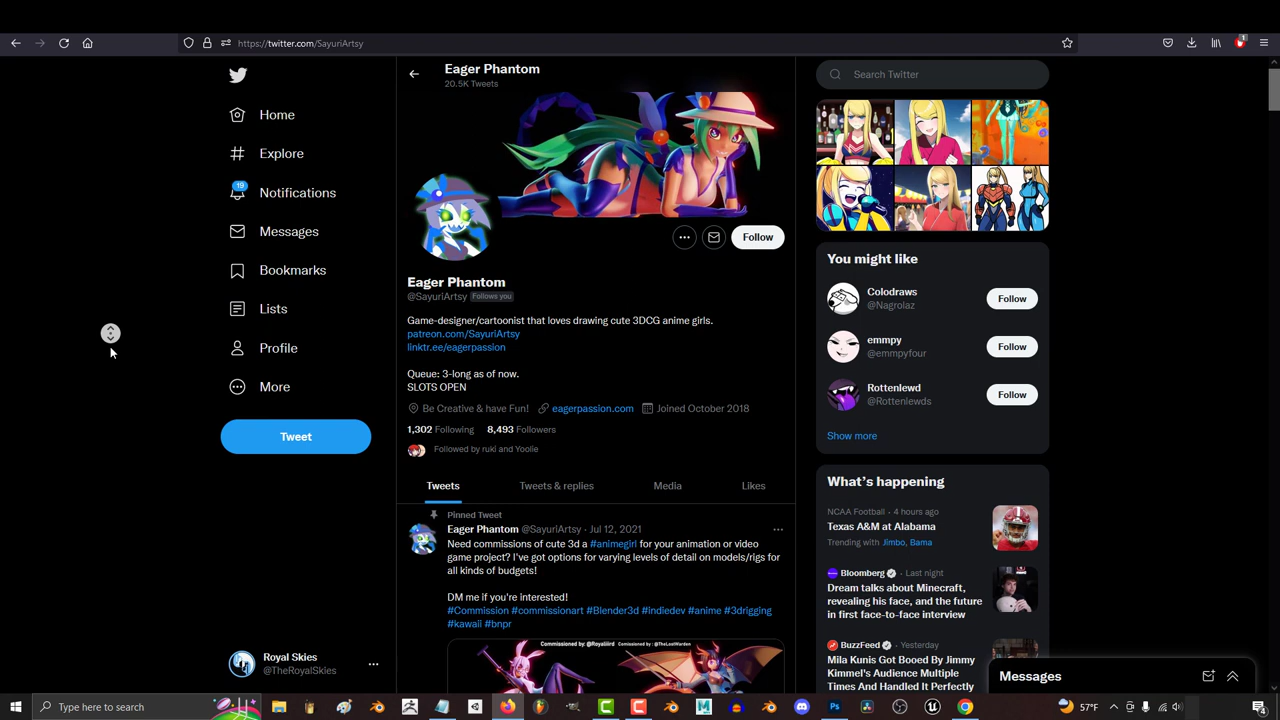 https://twitter.com/SayuriArtsy
Home
Explore
19
Notifications
Messages
Bookmarks
Lists
Profile
More
Tweet
Royal Skies
@TheRoyalSkies
Eager Phantom
20.5K Tweets
Follow
Eager Phantom
@SayuriArtsy Follows you
Game-designer/cartoonist that loves drawing cute 3DCG anime girls.
patreon.com/SayuriArtsy
linktr.ee/eagerpassion
Queue: 3-long as of now.
SLOTS OPEN
Be Creative & have Fun! eagerpassion.com Joined October 2018
1,302 Following 8,493 Followers
Followed by ruki and Yoolie
Tweets Tweets & replies Media Likes
Pinned Tweet
Eager Phantom @SayuriArtsy · Jul 12, 2021
Need commissions of cute 3d a #animegirl for your animation or video
game project? I've got options for varying levels of detail on models/rigs for
all kinds of budgets!
DM me if you're interested!
#Commission #commissionart #Blender3d #indiedev #anime #3drigging
#kawaii #bnpr
Search Twitter
You might like
Colodraws
@Nagrolaz
Follow
emmpy
@empyfour
Follow
Rottenlewd
@Rottenlewds
Follow
Show more
What's happening
NCAA Football · 4 hours ago
Texas A&M at Alabama
Trending with Jimbo, Bama
Bloomberg · Last night
Dream talks about Minecraft,
revealing his face, and the future
in first face-to-face interview
BuzzFeed · Yesterday
Mila Kunis Got Booed By Jimmy
Kimmel's Audience Multiple
Times And Handled It Perfectly
Messages
Type here to search
57°F